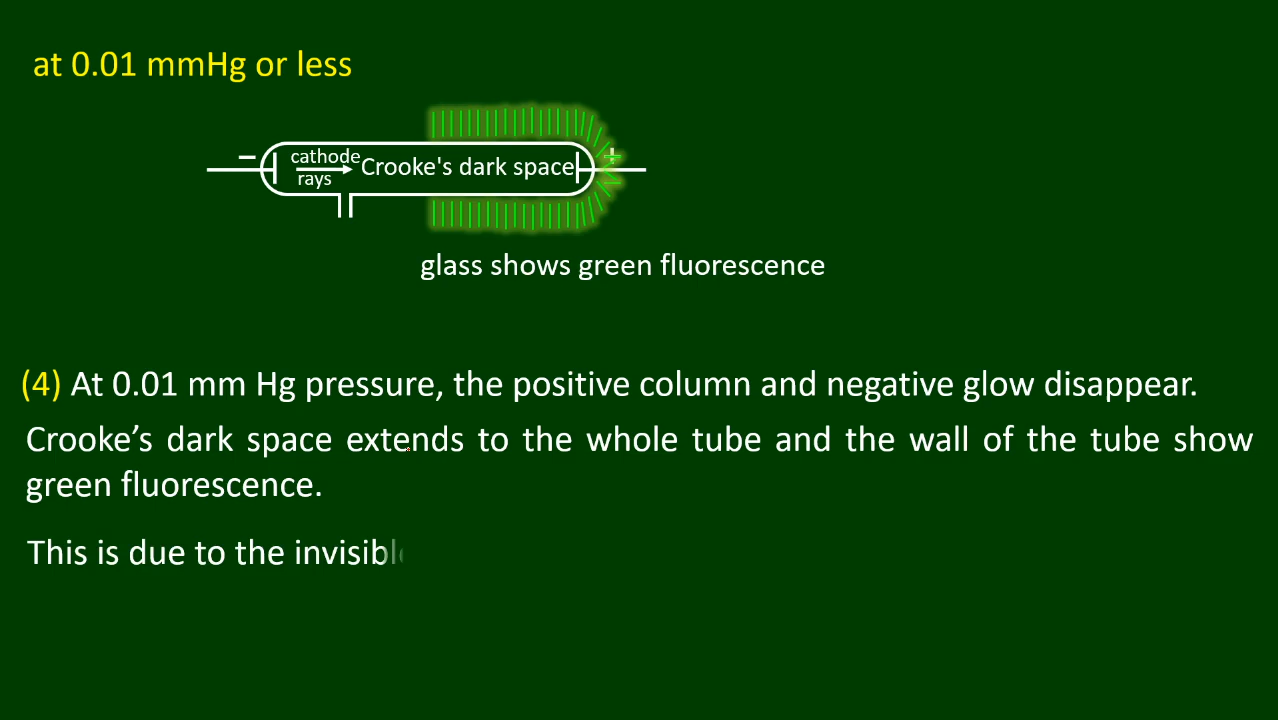 at 0.01 mmHg or less
− cathode Crooke's dark space +
rays
glass shows green fluorescence
(4) At 0.01 mm Hg pressure, the positive column and negative glow disappear.
Crooke’s dark space extends to the whole tube and the wall of the tube show
green fluorescence.
This is due to the invisible